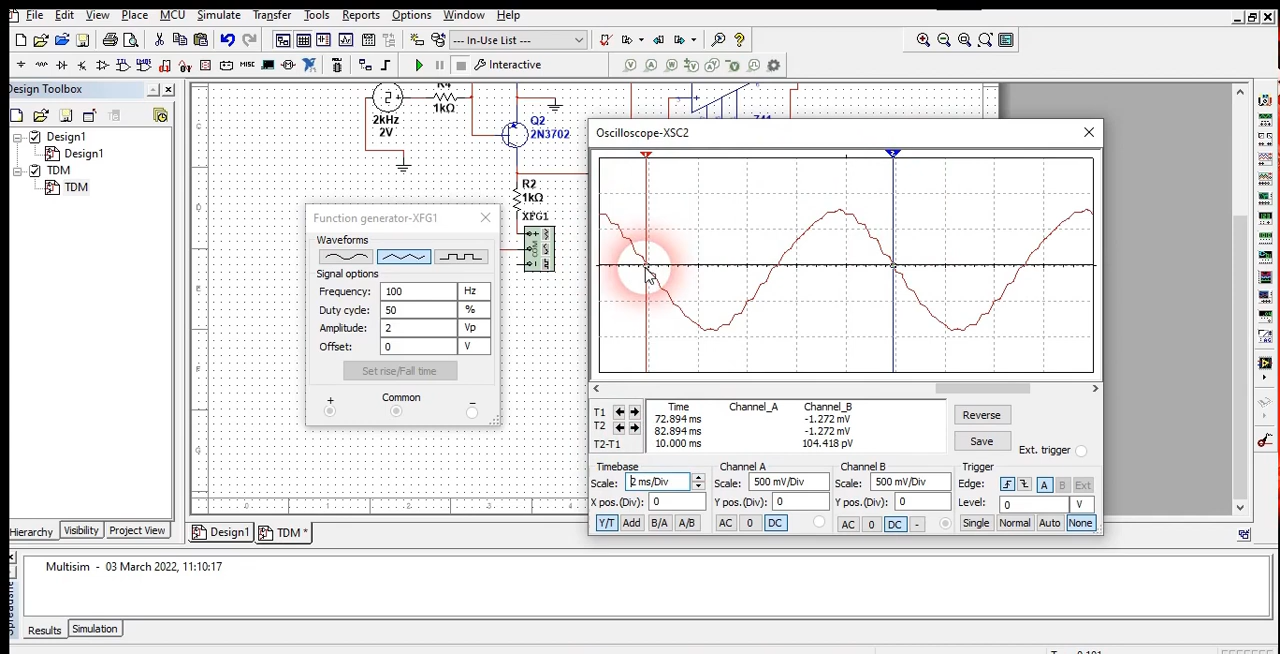 File Edit View Place MCU Simulate Transfer Tools Reports Options Window Help
--- In-Use List ---
Interactive
Design Toolbox
Design1
Design1
TDM
TDM
Hierarchy Visibility Project View
2kHz
2V
1kΩ
Q2
2N3702
R2
1kΩ
XFG1
COM
Function generator-XFG1
Waveforms
Signal options
Frequency: 100 Hz
Duty cycle: 50 %
Amplitude: 2 Vp
Offset: 0 V
Set rise/Fall time
+ Common −
Oscilloscope-XSC2
1 2
Time Channel_A Channel_B
T1 72.894 ms -1.272 mV
T2 82.894 ms -1.272 mV
T2-T1 10.000 ms 104.418 pV
Reverse
Save
Ext. trigger
Timebase
Scale: 2 ms/Div
X pos.(Div): 0
Y/T Add B/A A/B
Channel A
Scale: 500 mV/Div
Y pos.(Div): 0
AC 0 DC
Channel B
Scale: 500 mV/Div
Y pos.(Div): 0
AC 0 DC -
Trigger
Edge: A B Ext
Level: 0 V
Single Normal Auto None
Design1 TDM *
Multisim - 03 March 2022, 11:10:17
Results Simulation